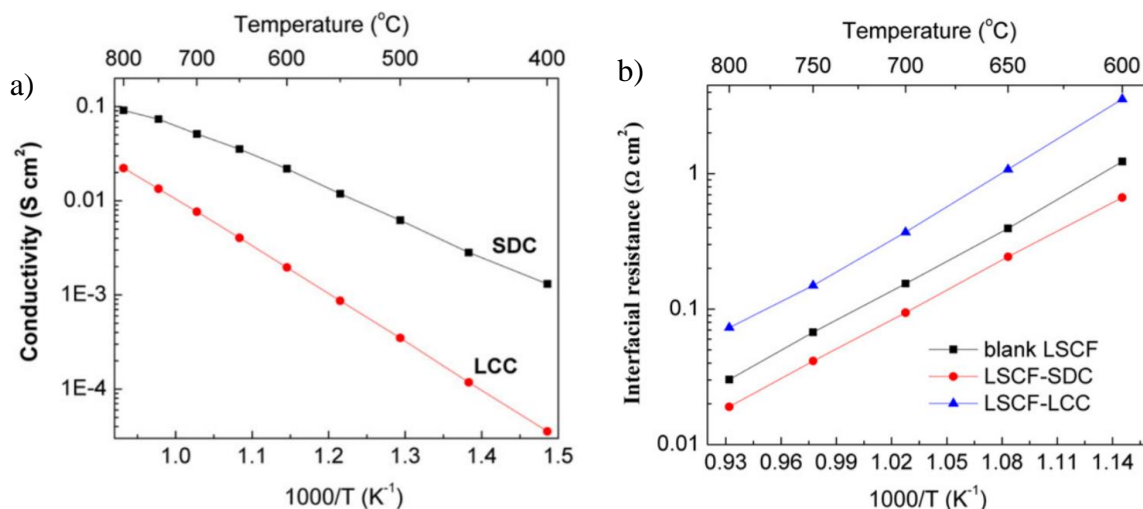 a)
Temperature (°C)
800 700 600 500 400
Conductivity (S cm²)
0.1
0.01
1E-3
1E-4
SDC
LCC
1.0 1.1 1.2 1.3 1.4 1.5
1000/T (K⁻¹)
b)
Temperature (°C)
800 750 700 650 600
Interfacial resistance (Ω cm²)
1
0.1
0.01
blank LSCF
LSCF-SDC
LSCF-LCC
0.93 0.96 0.99 1.02 1.05 1.08 1.11 1.14
1000/T (K⁻¹)